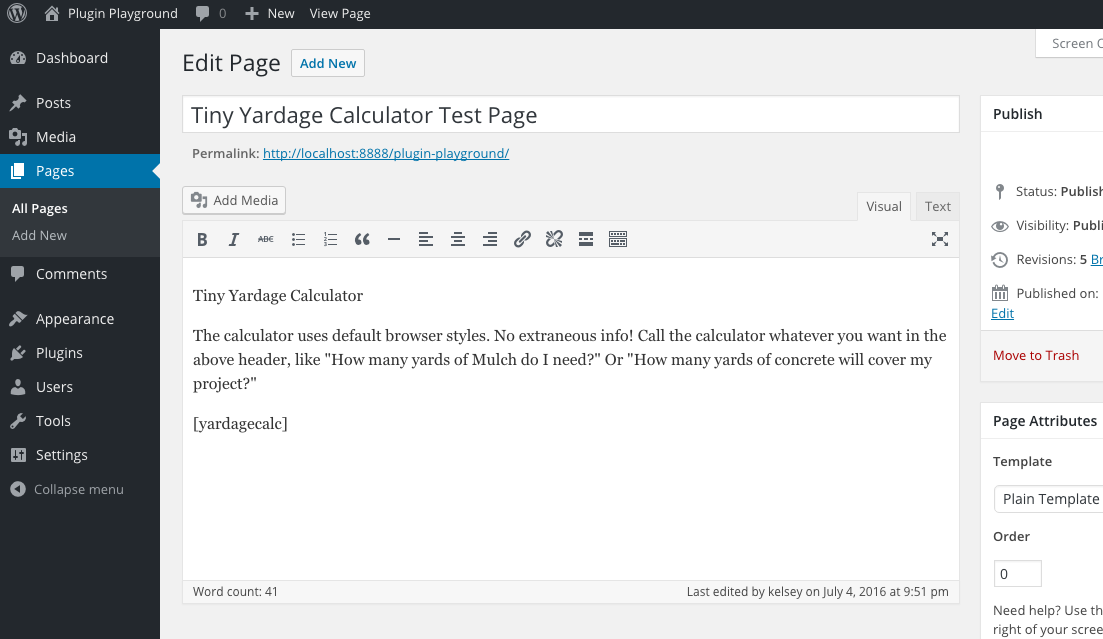 Plugin Playground 0 New View Page
Dashboard
Posts
Media
Pages
All Pages
Add New
Comments
Appearance
Plugins
Users
Tools
Settings
Collapse menu
Screen
Edit Page Add New
Tiny Yardage Calculator Test Page
Permalink: http://localhost:8888/plugin-playground/
Add Media
Visual Text
B I ABC
Tiny Yardage Calculator
The calculator uses default browser styles. No extraneous info! Call the calculator whatever you want in the
above header, like "How many yards of Mulch do I need?" Or "How many yards of concrete will cover my
project?"
[yardagecalc]
Word count: 41
Last edited by kelsey on July 4, 2016 at 9:51 pm
Publish
Status:
Visibility:
Revisions: 5
Published on:
Edit
Move to Trash
Page Attributes
Template
Plain Template
Order
0
Need help? Use
right of your